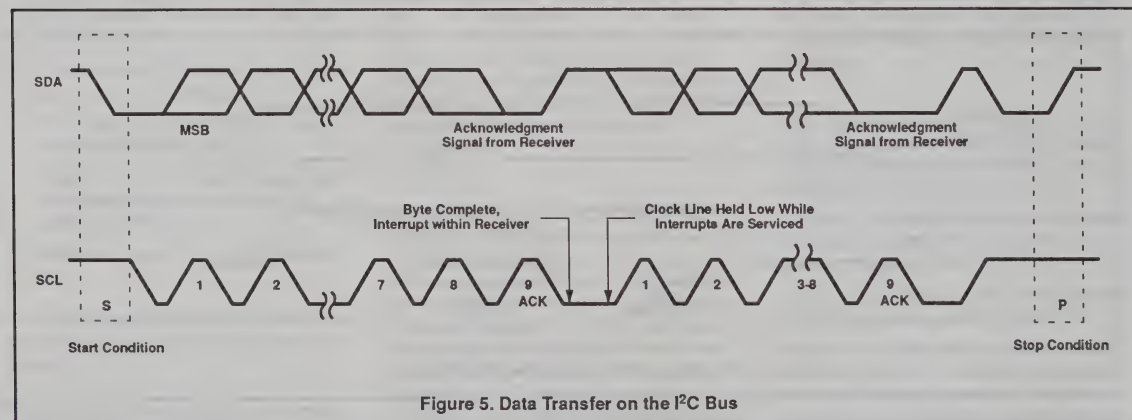 SDA
MSB
Acknowledgment
Signal from Receiver
Acknowledgment
Signal from Receiver
Byte Complete,
Interrupt within Receiver
Clock Line Held Low While
Interrupts Are Serviced
SCL
S
1
2
7
8
9
ACK
1
2
3-8
9
ACK
P
Start Condition
Stop Condition
Figure 5. Data Transfer on the I²C Bus